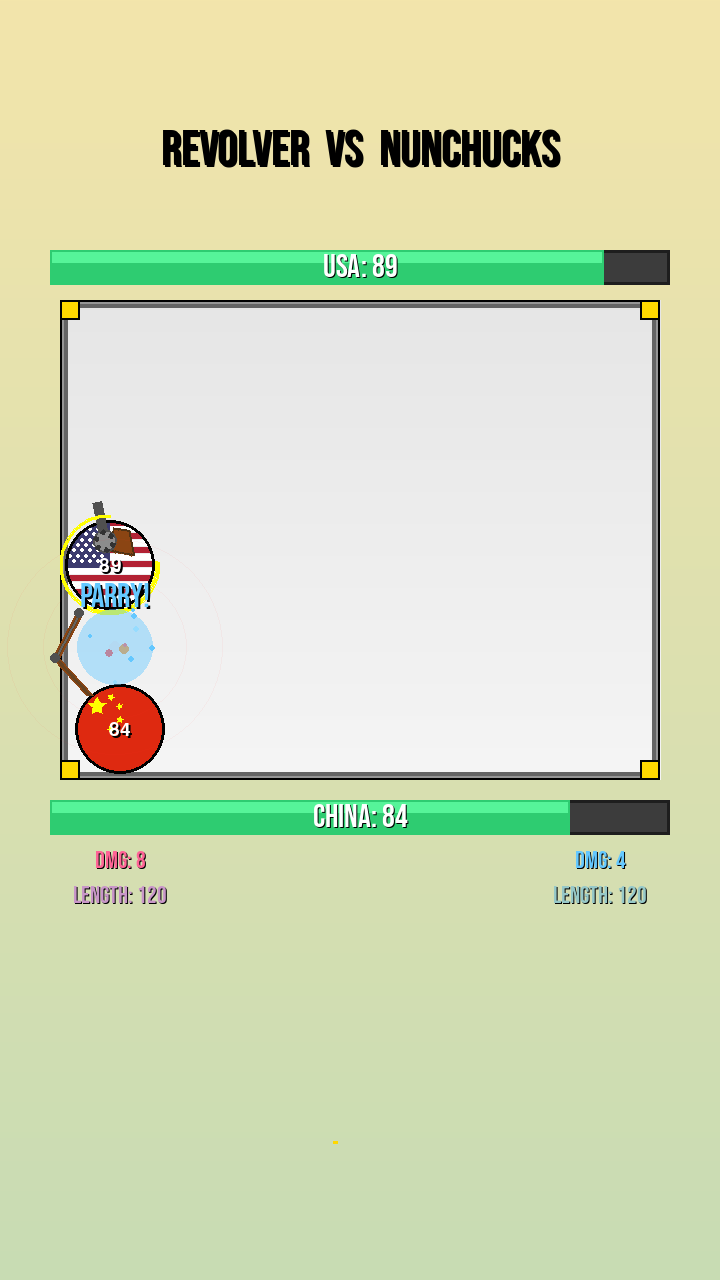 REVOLVER VS NUNCHUCKS
USA: 89
89
PARRY!
84
CHINA: 84
DMG: 8
DMG: 4
LENGTH: 120
LENGTH: 120